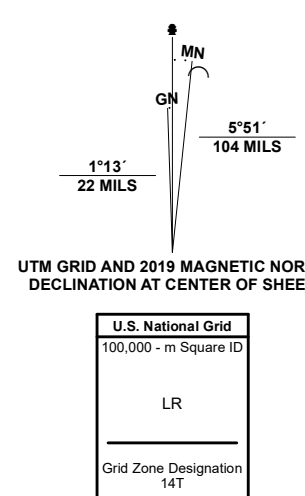 MN
GN
5°51´
104 MILS
1°13´
22 MILS
UTM GRID AND 2019 MAGNETIC NOR
DECLINATION AT CENTER OF SHEE
U.S. National Grid
100,000 - m Square ID
LR
Grid Zone Designation
14T